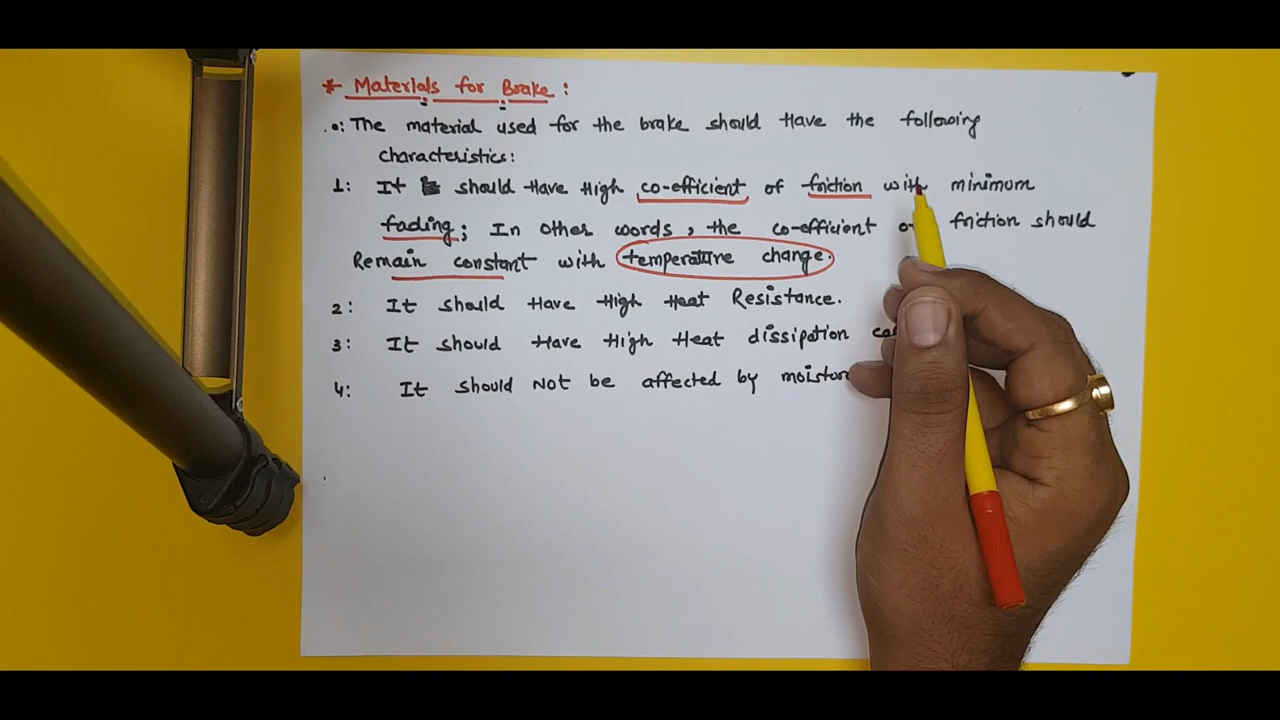 * Materials for Brake :
o: The material used for the brake should Have the following
characteristics:
1: It should Have High co-efficient of friction with minimum
fading; In other words, the co-efficient friction should
Remain constant with temperature change.
2: It should Have High Heat Resistance.
3: It should Have High Heat dissipation
4: It should Not be affected by moisture